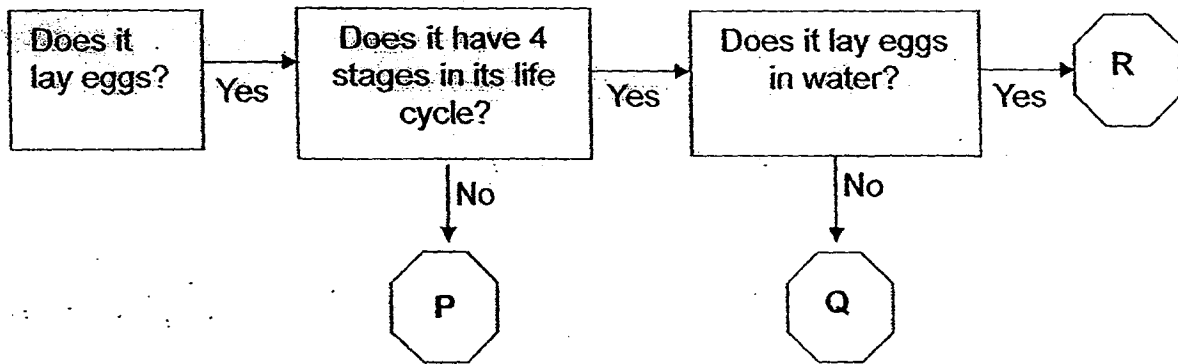 Does it
lay eggs?
Yes
Does it have 4
stages in its life
cycle?
Yes
Does it lay eggs
in water?
Yes
R
No
No
P
Q